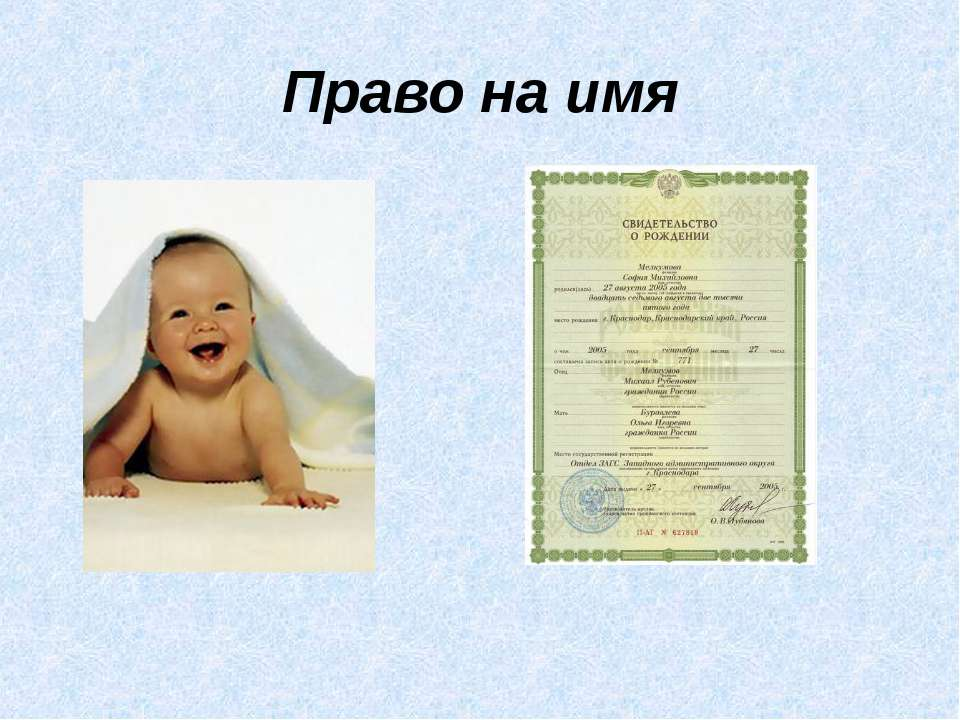 Право на имя
СВИДЕТЕЛЬСТВО
О РОЖДЕНИИ
Мелкумова
София Михайловна
родился(лась) 27 августа 2005 года
двадцать седьмого августа две тысячи
пятого года
место рождения г. Краснодар, Краснодарский край, Россия
2005 года сентября месяца 27 числа
составлена запись акта о рождении № 771
Отец Мелкумов
Михаил Рубенович
гражданин России
Мать Буравлева
Ольга Игоревна
гражданка России
Место государственной регистрации
Отдел ЗАГС Западного административного округа
г. Краснодара
Дата выдачи « 27 » сентября 2005
О.В.
II-АГ № 627818